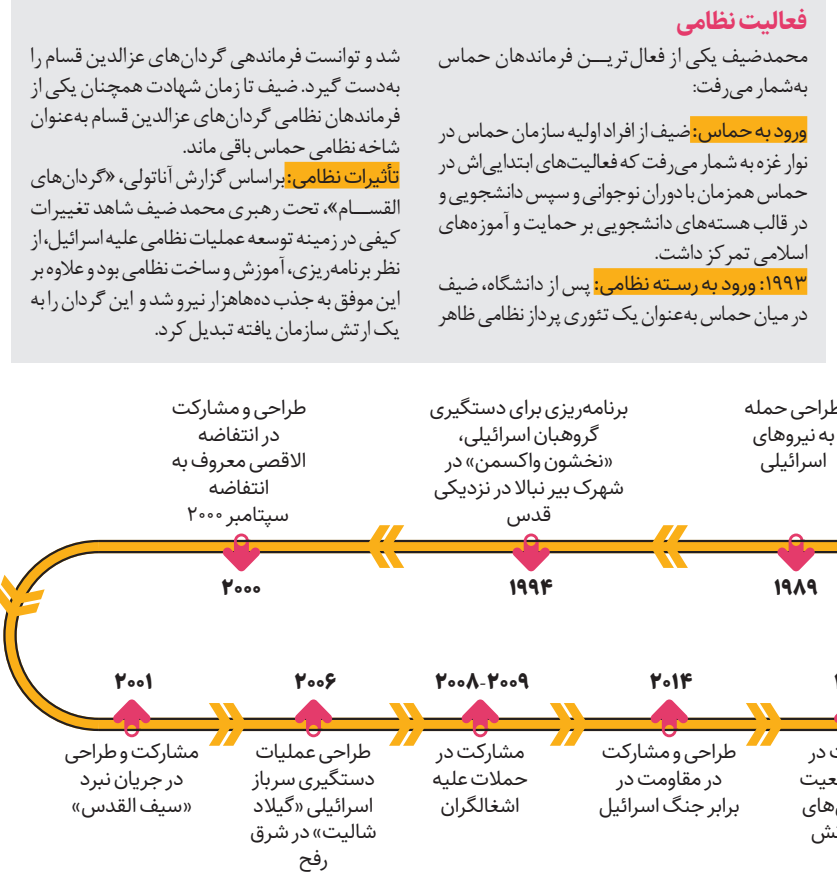 فعالیت نظامی
محمدضیف یکی از فعال‌تریــن فرماندهان حماس
به‌شمار می‌رفت:
ورود به حماس: ضیف از افراد اولیه سازمان حماس در
نوار غزه به شمار می‌رفت که فعالیت‌های ابتدایی‌اش در
حماس همزمان با دوران نوجوانی و سپس دانشجویی و
در قالب هسته‌های دانشجویی بر حمایت و آموزه‌های
اسلامی تمرکز داشت.
۱۹۹۳: ورود به رسـته نظامی: پس از دانشگاه، ضیف
در میان حماس به‌عنوان یک تئوری پرداز نظامی ظاهر
شد و توانست فرماندهی گردان‌های عزالدین قسام را
به‌دست گیرد. ضیف تا زمان شهادت همچنان یکی از
فرماندهان نظامی گردان‌های عزالدین قسام به‌عنوان
شاخه نظامی حماس باقی ماند.
تأثیرات نظامی: براساس گزارش آناتولی، «گردان‌های
القســام»، تحت رهبری محمد ضیف شاهد تغییرات
کیفی در زمینه توسعه عملیات نظامی علیه اسرائیل، از
نظر برنامه‌ریزی، آموزش و ساخت نظامی بود و علاوه بر
این موفق به جذب ده‌هاهزار نیرو شد و این گردان را به
یک ارتش سازمان یافته تبدیل کرد.
طراحی حمله
به نیروهای
اسرائیلی
۱۹۸۹
برنامه‌ریزی برای دستگیری
گروهبان اسرائیلی،
«نخشون واکسمن» در
شهرک بیر نبالا در نزدیکی
قدس
۱۹۹۴
طراحی و مشارکت
در انتفاضه
الاقصی معروف به
انتفاضه
سپتامبر ۲۰۰۰
۲۰۰۰
۲۰۰۱
مشارکت و طراحی
در جریان نبرد
«سیف القدس»
۲۰۰۶
طراحی عملیات
دستگیری سرباز
اسرائیلی «گیلاد
شالیت» در شرق
رفح
۲۰۰۸-۲۰۰۹
مشارکت در
حملات علیه
اشغالگران
۲۰۱۴
طراحی و مشارکت
در مقاومت در
برابر جنگ اسرائیل
در